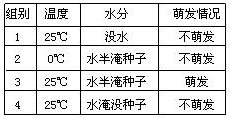 组别 温度 水分 萌发情况
1 25℃ 没水 不萌发
2 0℃ 水半淹种子 不萌发
3 25℃ 水半淹种子 萌发
4 25℃ 水淹没种子 不萌发